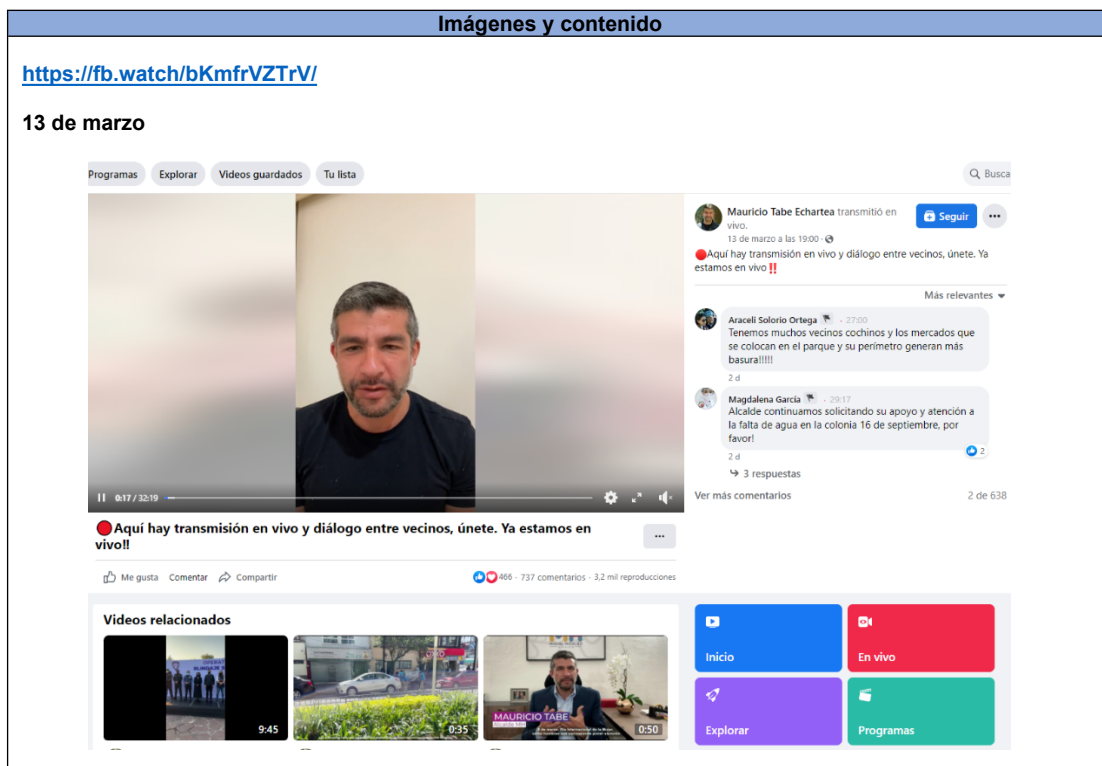 Imágenes y contenido
https://fb.watch/bKmfrVZTrV/
13 de marzo
Programas Explorar Videos guardados Tu lista
Busca
Mauricio Tabe Echartea transmitió en
vivo.
13 de marzo a las 19:00 ·
Seguir
Aquí hay transmisión en vivo y diálogo entre vecinos, únete. Ya
estamos en vivo‼
Más relevantes
Araceli Solorio Ortega · 27:00
Tenemos muchos vecinos cochinos y los mercados que
se colocan en el parque y su perímetro generan más
basura!!!!!
2 d
Magdalena García · 29:17
Alcalde continuamos solicitando su apoyo y atención a
la falta de agua en la colonia 16 de septiembre, por
favor!
2
2 d
3 respuestas
Ver más comentarios 2 de 638
0:17 / 32:19
Aquí hay transmisión en vivo y diálogo entre vecinos, únete. Ya estamos en
vivo‼
Me gusta Comentar Compartir
466 · 737 comentarios · 3,2 mil reproducciones
Videos relacionados
9:45
OXXO
0:35
MAURICIO TABE
0:50
Inicio
En vivo
Explorar
Programas